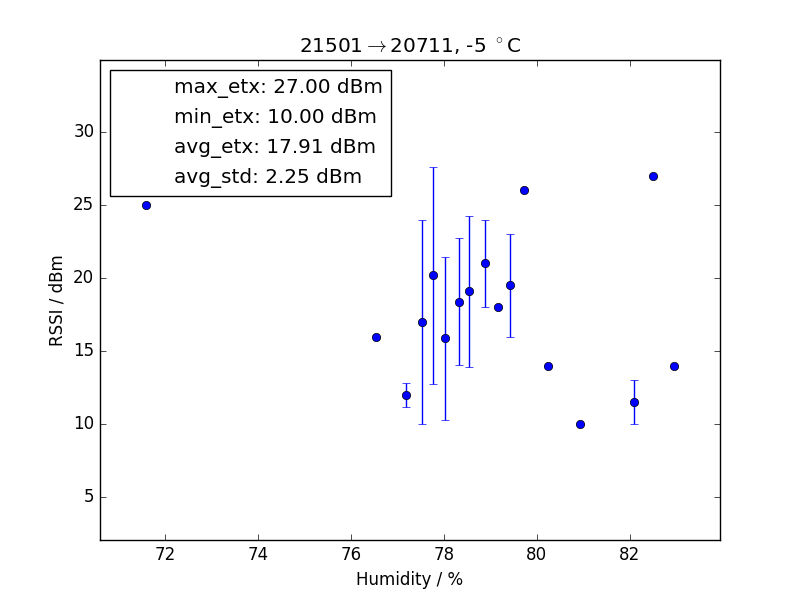 21501→20711, -5 °C
max_etx: 27.00 dBm
min_etx: 10.00 dBm
avg_etx: 17.91 dBm
avg_std: 2.25 dBm
RSSI / dBm
30
25
20
15
10
5
72 74 76 78 80 82
Humidity / %